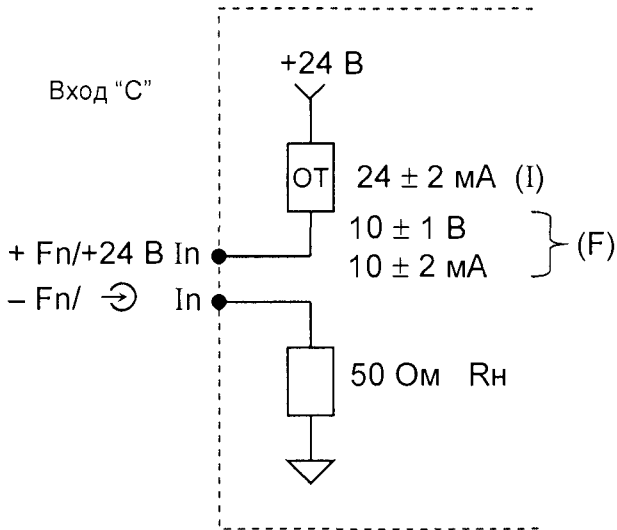 +24 В
Вход “С”
ОТ 24 ± 2 мА (I)
10 ± 1 В
+ Fn/+24 В In 10 ± 2 мА (F)
– Fn/ In
50 Ом Rн